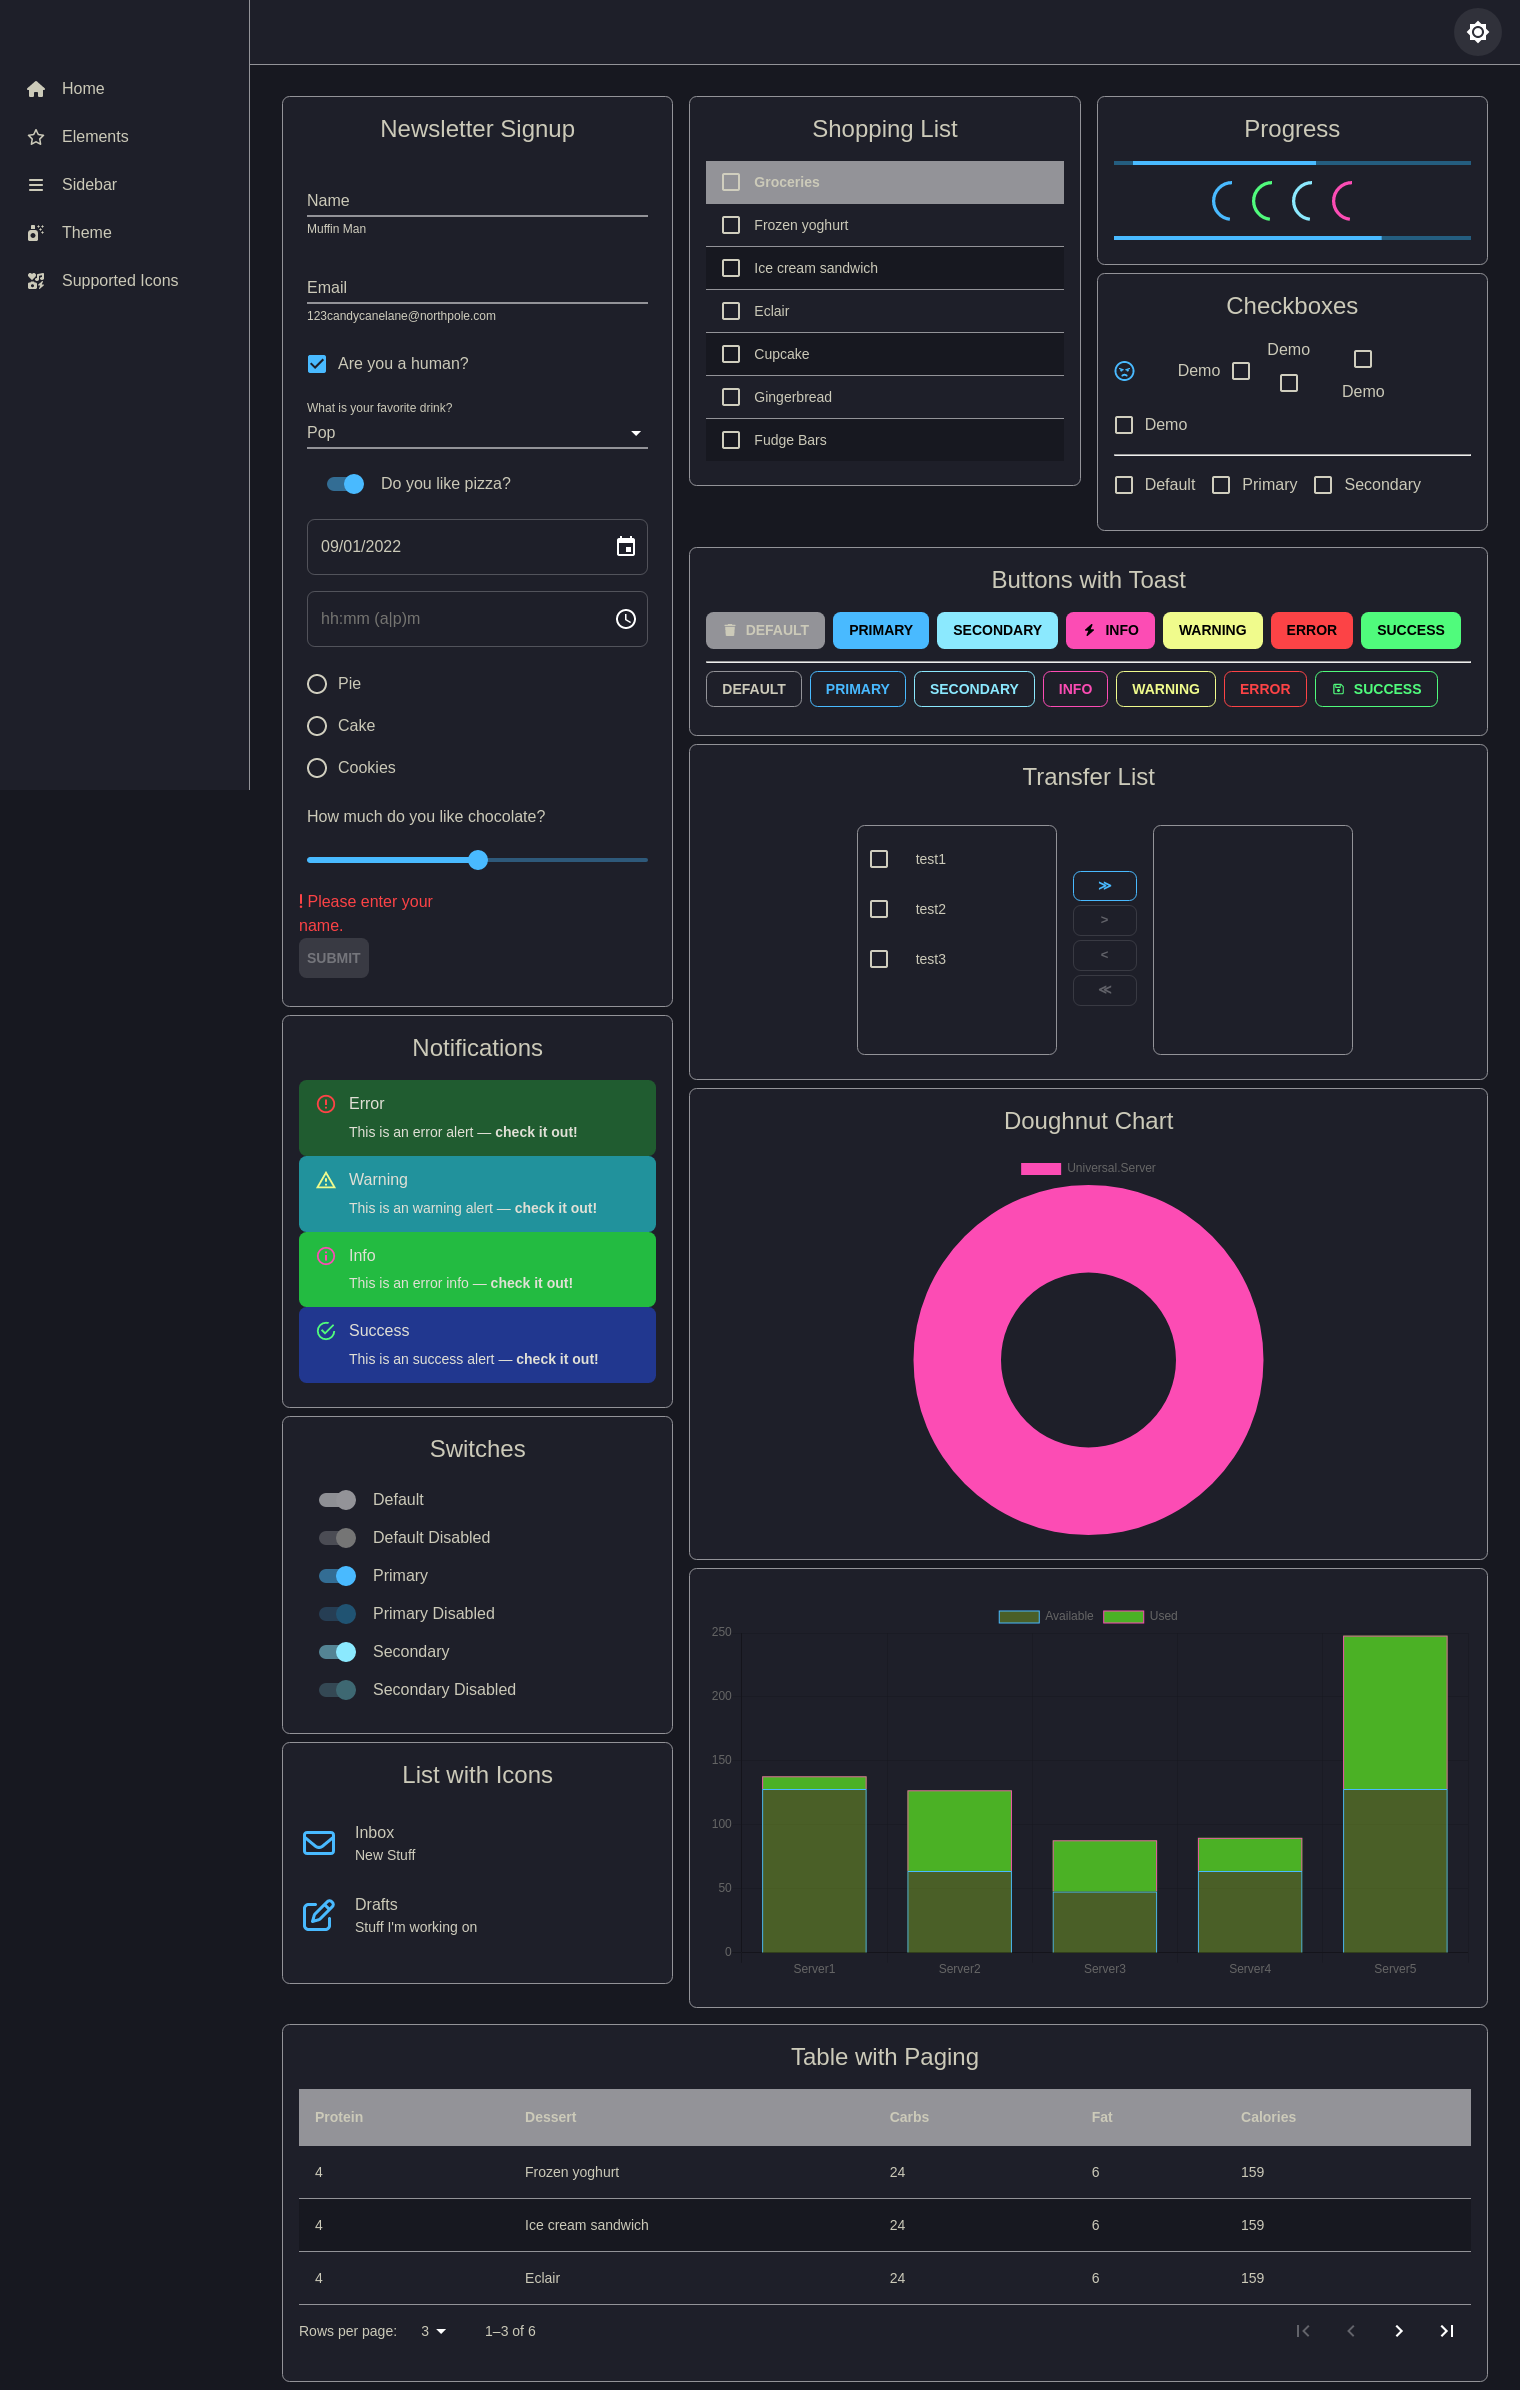 Home
Elements
Sidebar
Theme
Supported Icons
Newsletter Signup
Name
Muffin Man
Email
123candycanelane@northpole.com
Are you a human?
What is your favorite drink?
Pop
Do you like pizza?
09/01/2022
hh:mm (a|p)m
Pie
Cake
Cookies
How much do you like chocolate?
! Please enter your
name.
SUBMIT
Notifications
Error
This is an error alert — check it out!
Warning
This is an warning alert — check it out!
Info
This is an error info — check it out!
Success
This is an success alert — check it out!
Switches
Default
Default Disabled
Primary
Primary Disabled
Secondary
Secondary Disabled
List with Icons
Inbox
New Stuff
Drafts
Stuff I'm working on
Shopping List
Groceries
Frozen yoghurt
Ice cream sandwich
Eclair
Cupcake
Gingerbread
Fudge Bars
Progress
Checkboxes
Demo
Demo
Demo
Demo
Default Primary Secondary
Buttons with Toast
DEFAULT PRIMARY SECONDARY INFO WARNING ERROR SUCCESS
DEFAULT PRIMARY SECONDARY INFO WARNING ERROR SUCCESS
Transfer List
test1
test2
test3
≫
>
<
≪
Doughnut Chart
Universal.Server
Available Used
250
200
150
100
50
0
Server1 Server2 Server3 Server4 Server5
Table with Paging
Protein Dessert Carbs Fat Calories
4 Frozen yoghurt 24 6 159
4 Ice cream sandwich 24 6 159
4 Eclair 24 6 159
Rows per page: 3 1–3 of 6